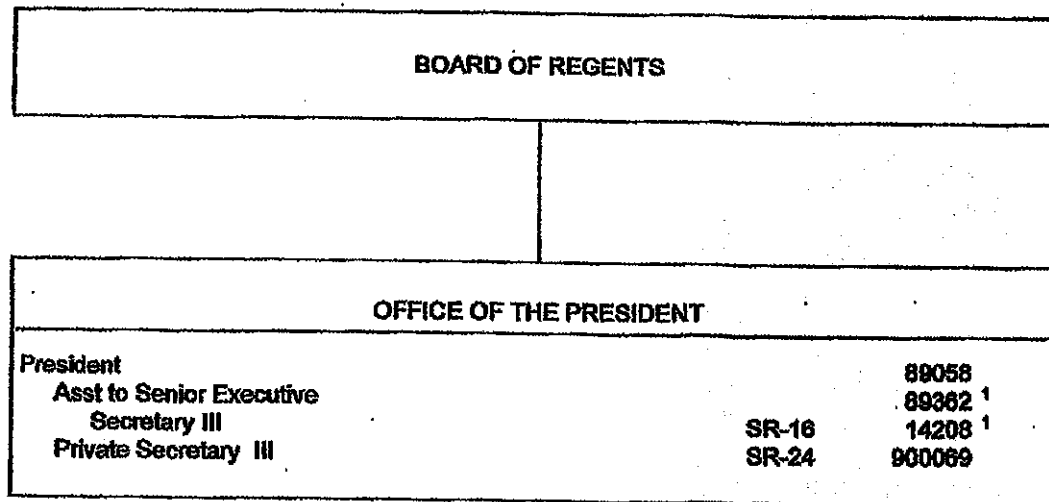 BOARD OF REGENTS
OFFICE OF THE PRESIDENT
President 89058
Asst to Senior Executive 89362 1
Secretary III SR-16 14208 1
Private Secretary III SR-24 900069